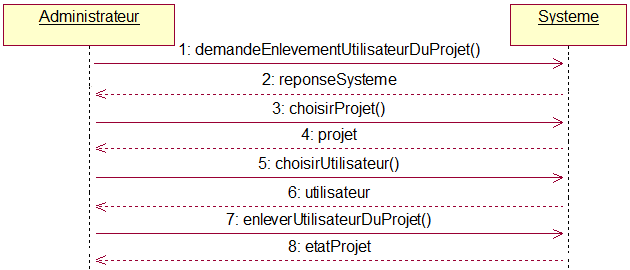 Administrateur
Systeme
1: demandeEnlevementUtilisateurDuProjet()
2: reponseSysteme
3: choisirProjet()
4: projet
5: choisirUtilisateur()
6: utilisateur
7: enleverUtilisateurDuProjet()
8: etatProjet